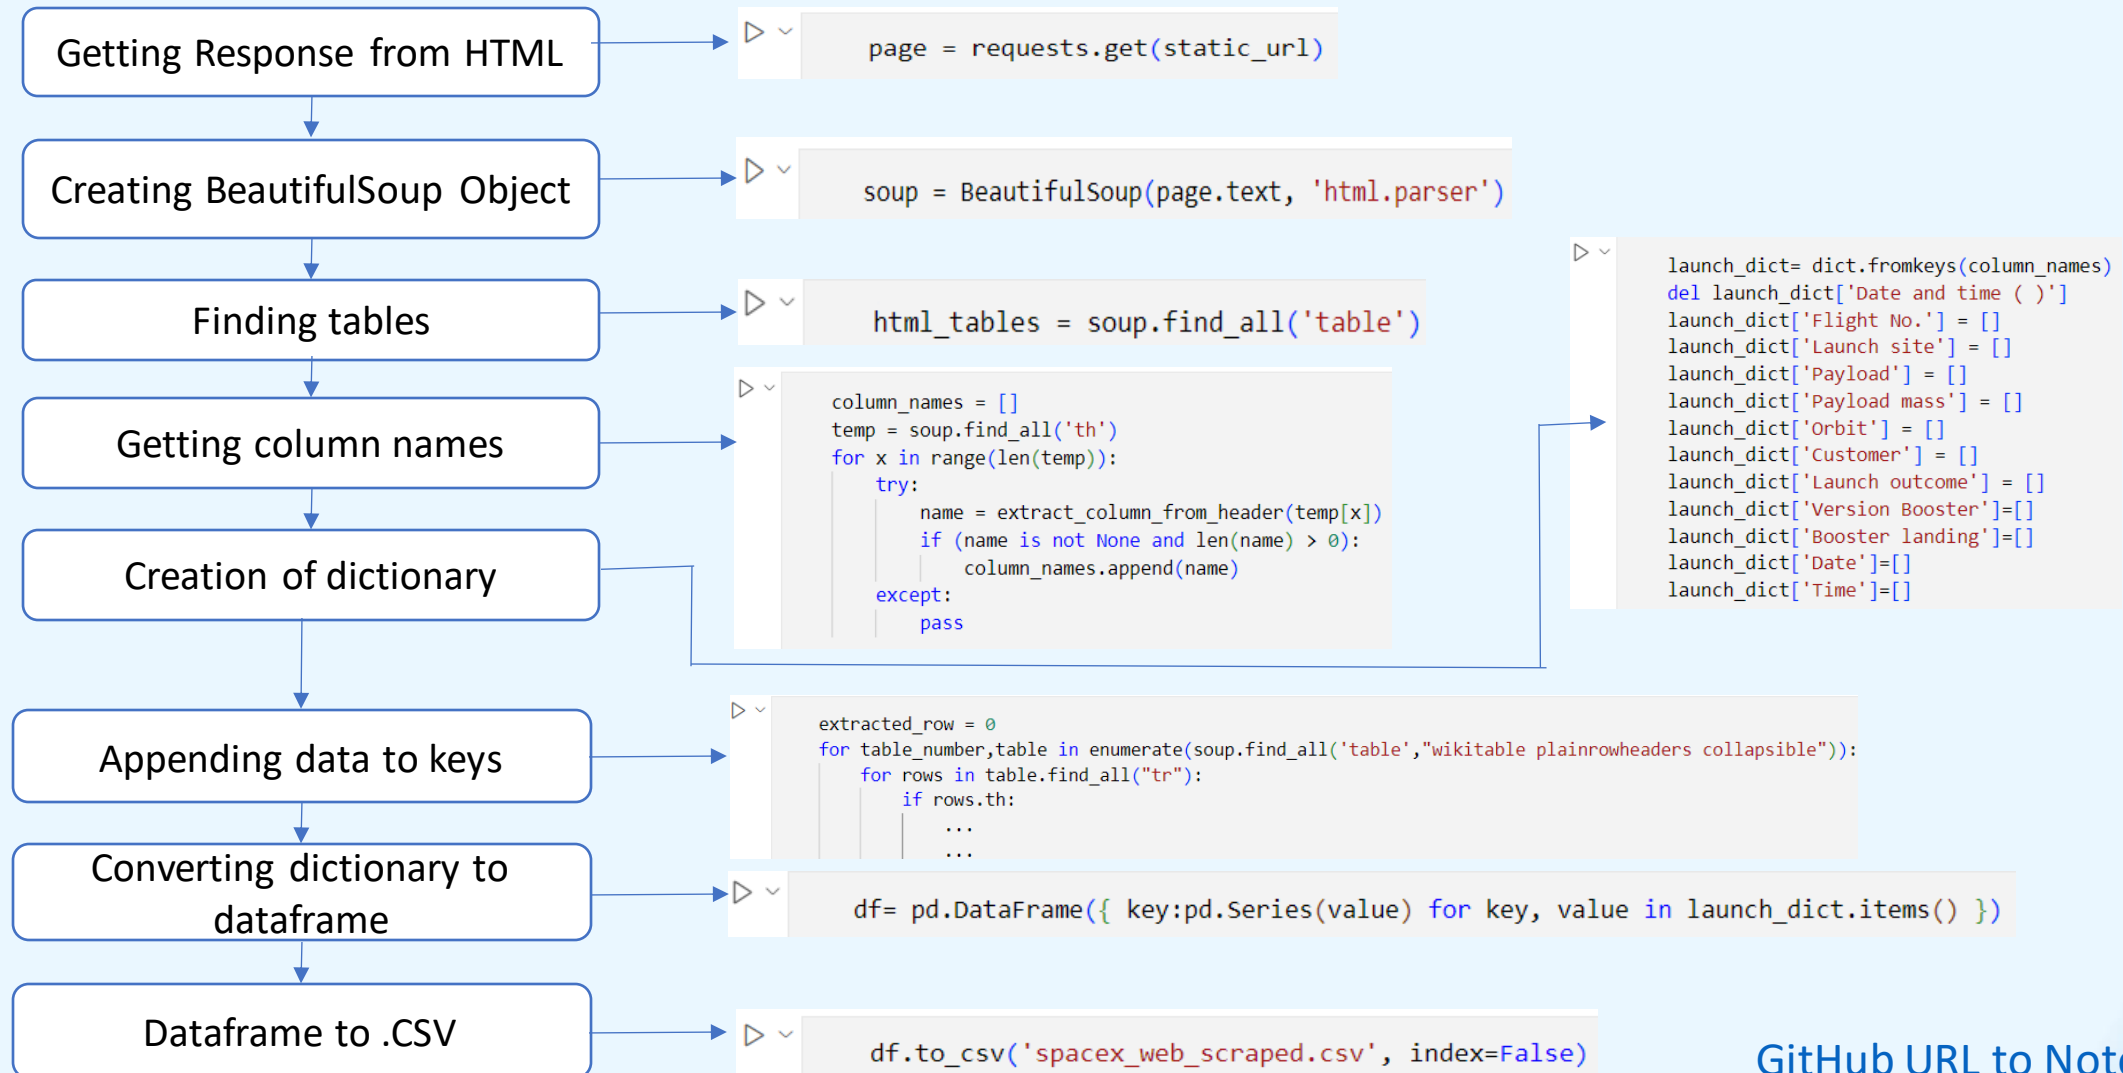 Getting Response from HTML
page = requests.get(static_url)
Creating BeautifulSoup Object
soup = BeautifulSoup(page.text, 'html.parser')
Finding tables
html_tables = soup.find_all('table')
Getting column names
column_names = []
temp = soup.find_all('th')
for x in range(len(temp)):
    try:
        name = extract_column_from_header(temp[x])
        if (name is not None and len(name) > 0):
            column_names.append(name)
    except:
        pass
Creation of dictionary
launch_dict= dict.fromkeys(column_names)
del launch_dict['Date and time ( )']
launch_dict['Flight No.'] = []
launch_dict['Launch site'] = []
launch_dict['Payload'] = []
launch_dict['Payload mass'] = []
launch_dict['Orbit'] = []
launch_dict['Customer'] = []
launch_dict['Launch outcome'] = []
launch_dict['Version Booster']=[]
launch_dict['Booster landing']=[]
launch_dict['Date']=[]
launch_dict['Time']=[]
Appending data to keys
extracted_row = 0
for table_number,table in enumerate(soup.find_all('table',"wikitable plainrowheaders collapsible")):
    for rows in table.find_all("tr"):
        if rows.th:
            ...
            ...
Converting dictionary to
dataframe
df= pd.DataFrame({ key:pd.Series(value) for key, value in launch_dict.items() })
Dataframe to .CSV
df.to_csv('spacex_web_scraped.csv', index=False)
GitHub URL to